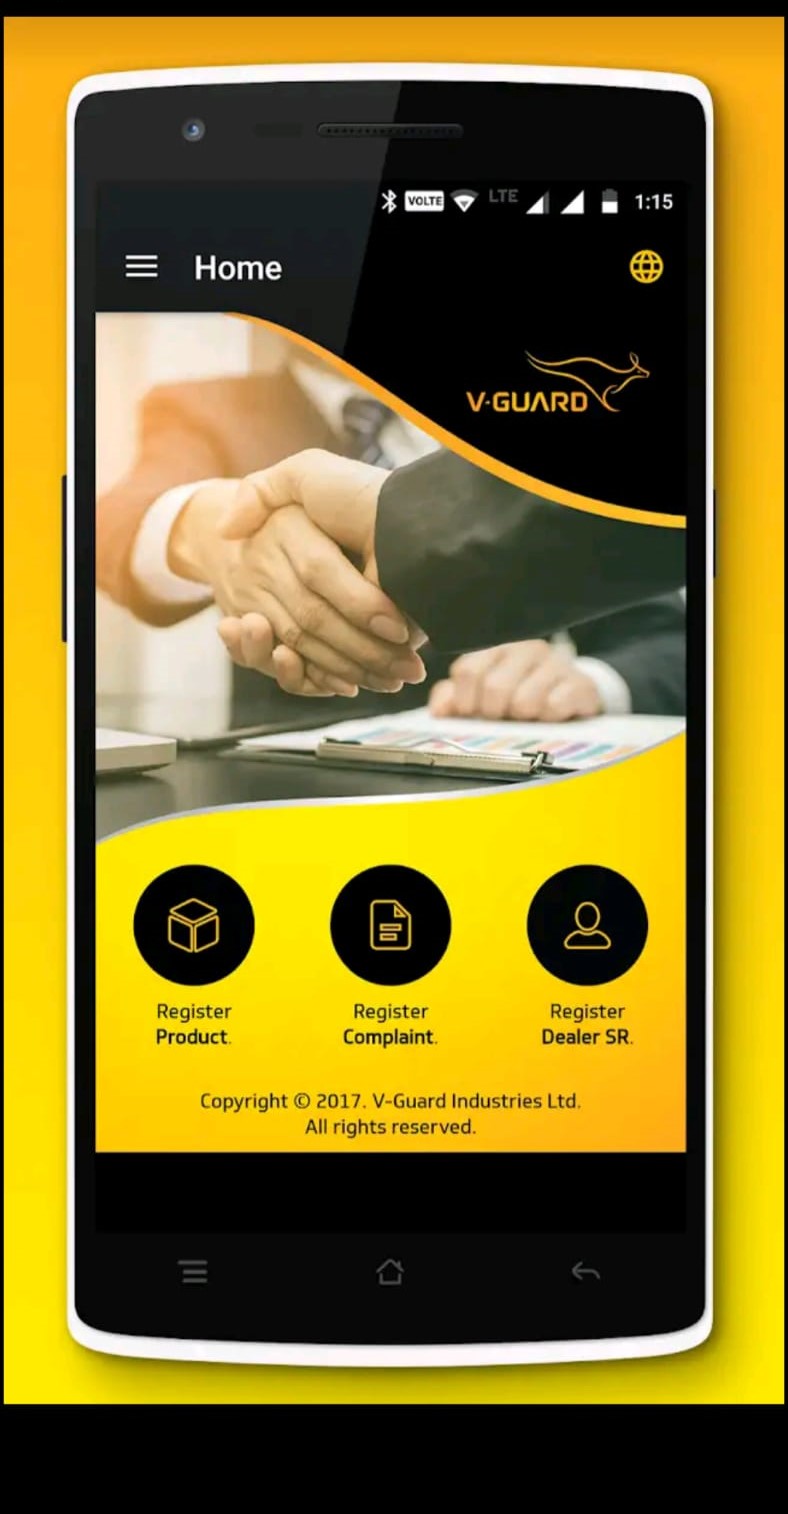 VOLTE LTE 1:15
Home
V-GUARD
Register
Product.
Register
Complaint.
Register
Dealer SR.
Copyright © 2017. V-Guard Industries Ltd.
All rights reserved.